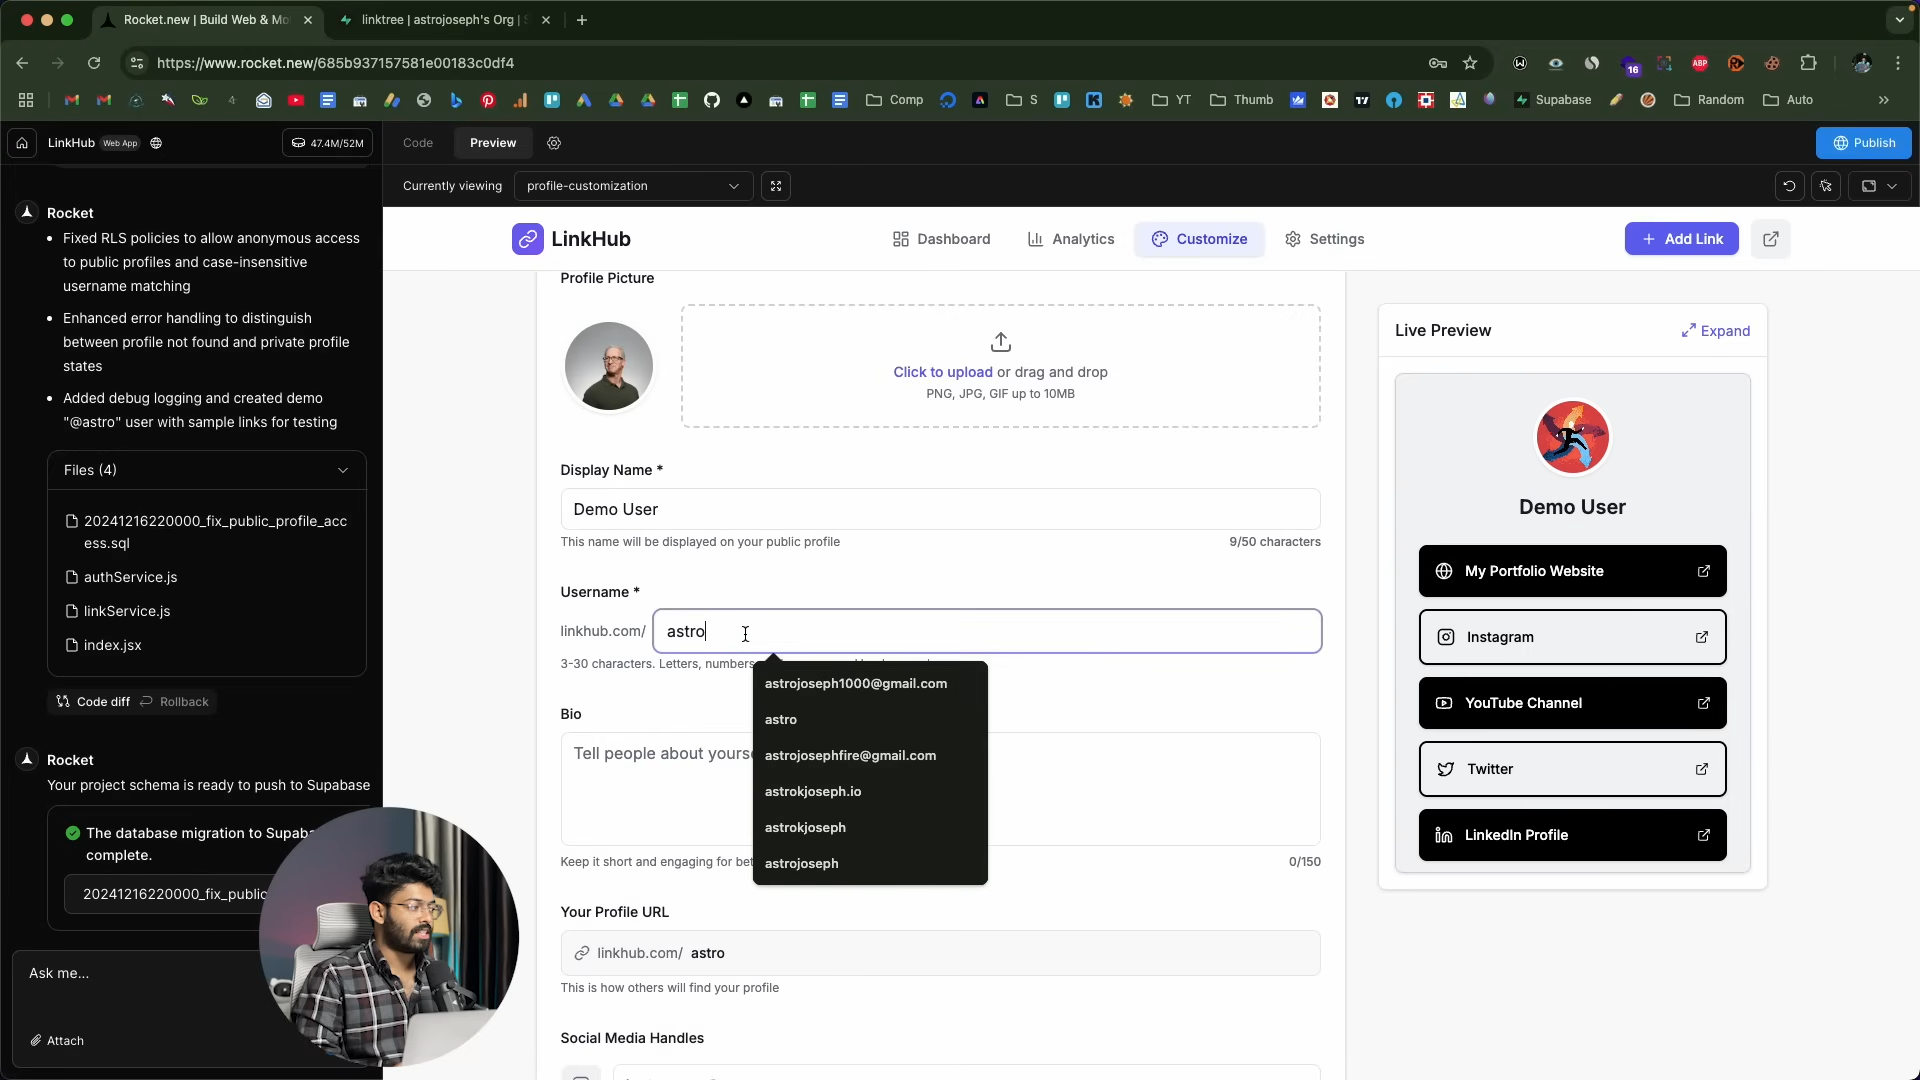 Rocket.new | Build Web & Mo
linktree | astrojoseph's Org | S
https://www.rocket.new/685b937157581e00183c0df4
16
ABP
Comp
S
YT
Thumb
17
Supabase
Random
Auto
LinkHub
Web App
47.4M/52M
Code
Preview
Publish
Currently viewing
profile-customization
Rocket
• Fixed RLS policies to allow anonymous access
to public profiles and case-insensitive
username matching
• Enhanced error handling to distinguish
between profile not found and private profile
states
• Added debug logging and created demo
"@astro" user with sample links for testing
Files (4)
20241216220000_fix_public_profile_acc
ess.sql
authService.js
linkService.js
index.jsx
Code diff
Rollback
Rocket
Your project schema is ready to push to Supabase
The database migration to Supaba
complete.
20241216220000_fix_public
Ask me...
Attach
LinkHub
Dashboard
Analytics
Customize
Settings
+ Add Link
Profile Picture
Click to upload or drag and drop
PNG, JPG, GIF up to 10MB
Display Name *
Demo User
This name will be displayed on your public profile
9/50 characters
Username *
linkhub.com/
astro
3-30 characters. Letters, numbers
astrojoseph1000@gmail.com
astro
astrojosephfire@gmail.com
astrokjoseph.io
astrokjoseph
astrojoseph
Bio
Tell people about yourse
Keep it short and engaging for bet
0/150
Your Profile URL
linkhub.com/ astro
This is how others will find your profile
Social Media Handles
Live Preview
Expand
Demo User
My Portfolio Website
Instagram
YouTube Channel
Twitter
LinkedIn Profile